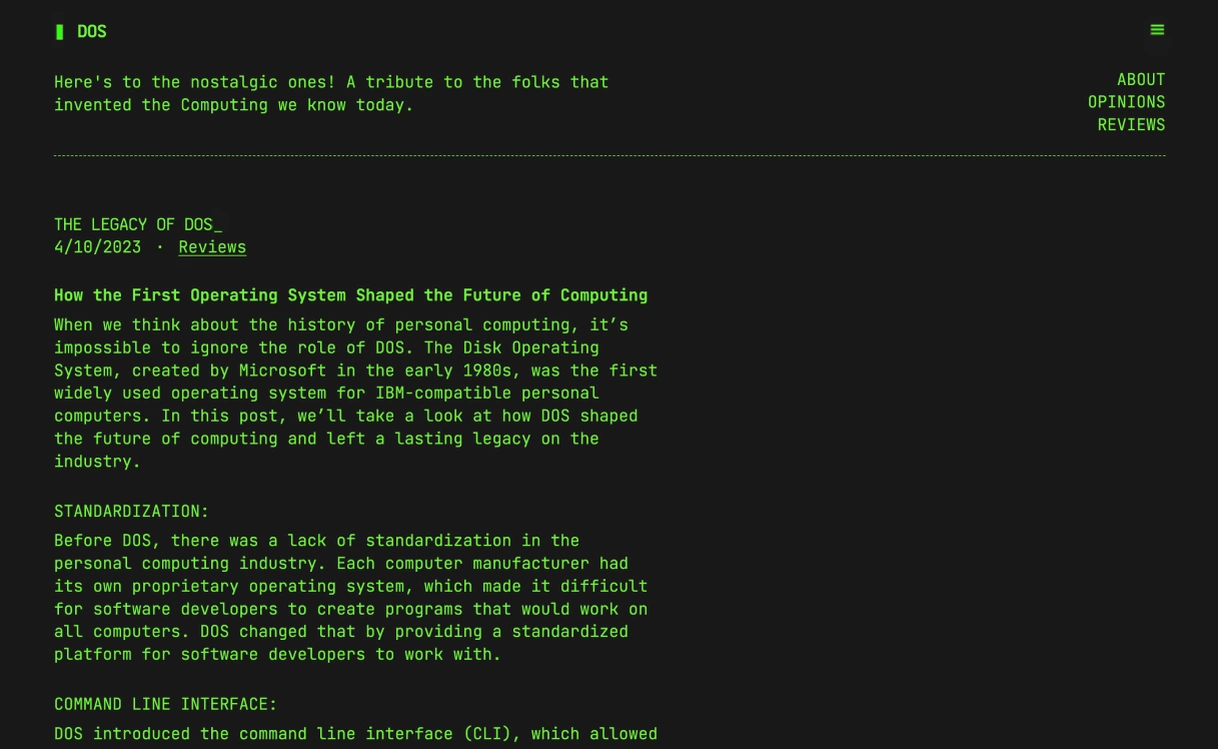 DOS
Here's to the nostalgic ones! A tribute to the folks that
invented the Computing we know today.
ABOUT
OPINIONS
REVIEWS
THE LEGACY OF DOS_
4/10/2023 · Reviews
How the First Operating System Shaped the Future of Computing
When we think about the history of personal computing, it’s
impossible to ignore the role of DOS. The Disk Operating
System, created by Microsoft in the early 1980s, was the first
widely used operating system for IBM-compatible personal
computers. In this post, we’ll take a look at how DOS shaped
the future of computing and left a lasting legacy on the
industry.
STANDARDIZATION:
Before DOS, there was a lack of standardization in the
personal computing industry. Each computer manufacturer had
its own proprietary operating system, which made it difficult
for software developers to create programs that would work on
all computers. DOS changed that by providing a standardized
platform for software developers to work with.
COMMAND LINE INTERFACE:
DOS introduced the command line interface (CLI), which allowed